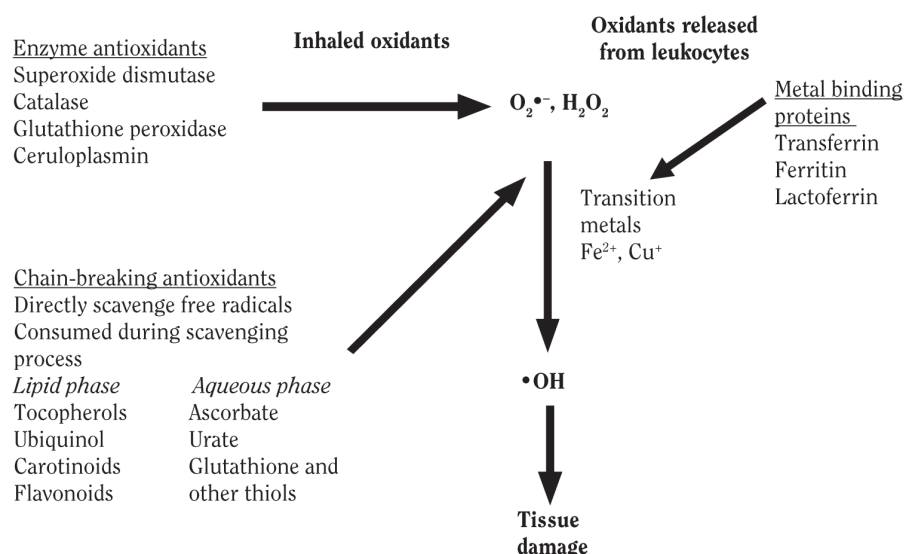 Enzyme antioxidants
Superoxide dismutase
Catalase
Glutathione peroxidase
Ceruloplasmin
Inhaled oxidants
Oxidants released
from leukocytes
O₂•⁻, H₂O₂
Metal binding
proteins
Transferrin
Ferritin
Lactoferrin
Transition
metals
Fe²⁺, Cu⁺
Chain-breaking antioxidants
Directly scavenge free radicals
Consumed during scavenging
process
Lipid phase
Tocopherols
Ubiquinol
Carotinoids
Flavonoids
Aqueous phase
Ascorbate
Urate
Glutathione and
other thiols
•OH
Tissue
damage